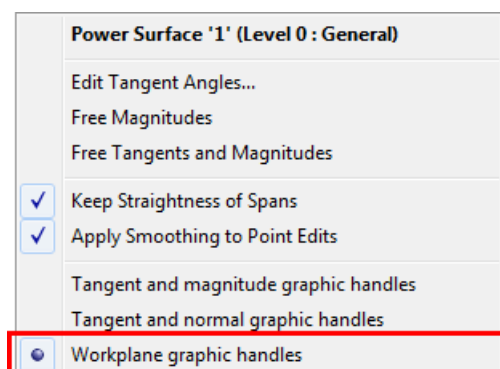 Power Surface '1' (Level 0 : General)
Edit Tangent Angles...
Free Magnitudes
Free Tangents and Magnitudes
Keep Straightness of Spans
Apply Smoothing to Point Edits
Tangent and magnitude graphic handles
Tangent and normal graphic handles
Workplane graphic handles